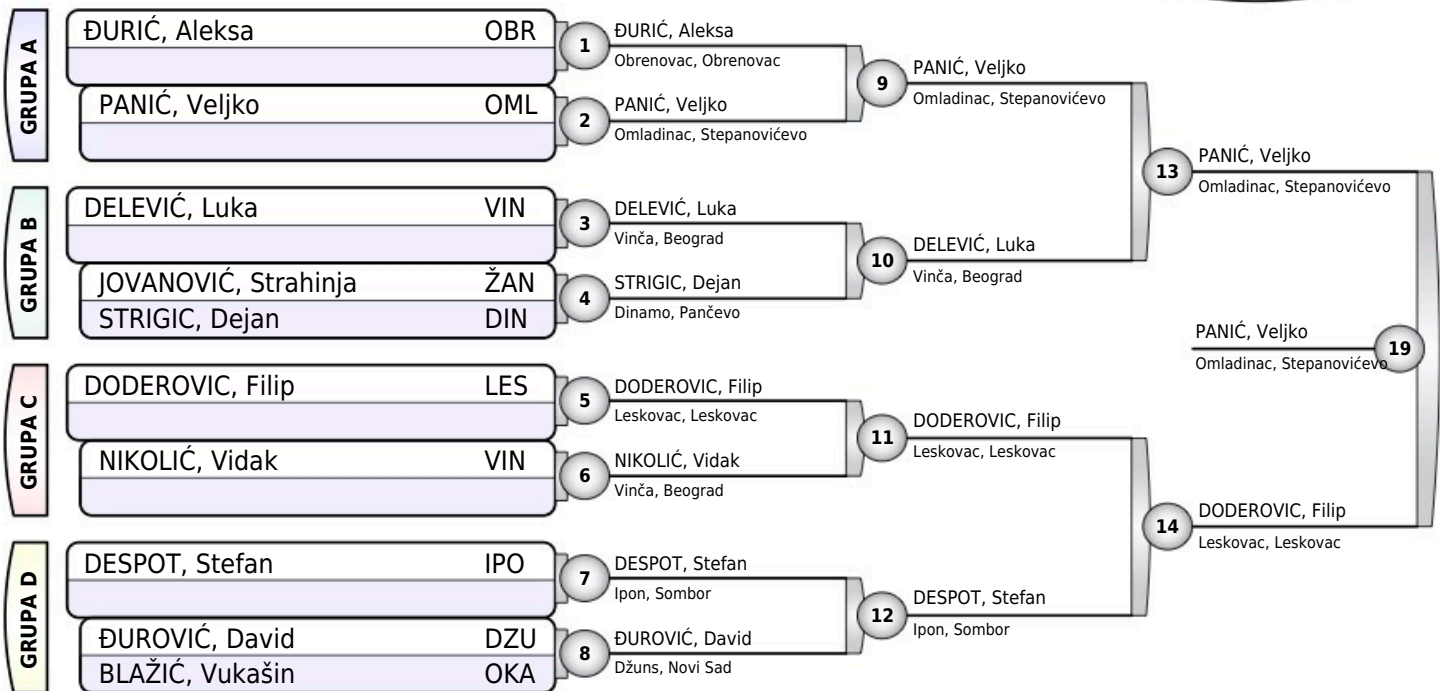 GRUPA A
ĐURIĆ, Aleksa OBR
PANIĆ, Veljko OML
GRUPA B
DELEVIĆ, Luka VIN
JOVANOVIĆ, Strahinja ŽAN
STRIGIC, Dejan DIN
GRUPA C
DODEROVIC, Filip LES
NIKOLIĆ, Vidak VIN
GRUPA D
DESPOT, Stefan IPO
ĐUROVIĆ, David DZU
BLAŽIĆ, Vukašin OKA
1 ĐURIĆ, Aleksa
Obrenovac, Obrenovac
2 PANIĆ, Veljko
Omladinac, Stepanovićevo
3 DELEVIĆ, Luka
Vinča, Beograd
4 STRIGIC, Dejan
Dinamo, Pančevo
5 DODEROVIC, Filip
Leskovac, Leskovac
6 NIKOLIĆ, Vidak
Vinča, Beograd
7 DESPOT, Stefan
Ipon, Sombor
8 ĐUROVIĆ, David
Džuns, Novi Sad
9 PANIĆ, Veljko
Omladinac, Stepanovićevo
10 DELEVIĆ, Luka
Vinča, Beograd
11 DODEROVIC, Filip
Leskovac, Leskovac
12 DESPOT, Stefan
Ipon, Sombor
13 PANIĆ, Veljko
Omladinac, Stepanovićevo
14 DODEROVIC, Filip
Leskovac, Leskovac
PANIĆ, Veljko 19
Omladinac, Stepanovićevo